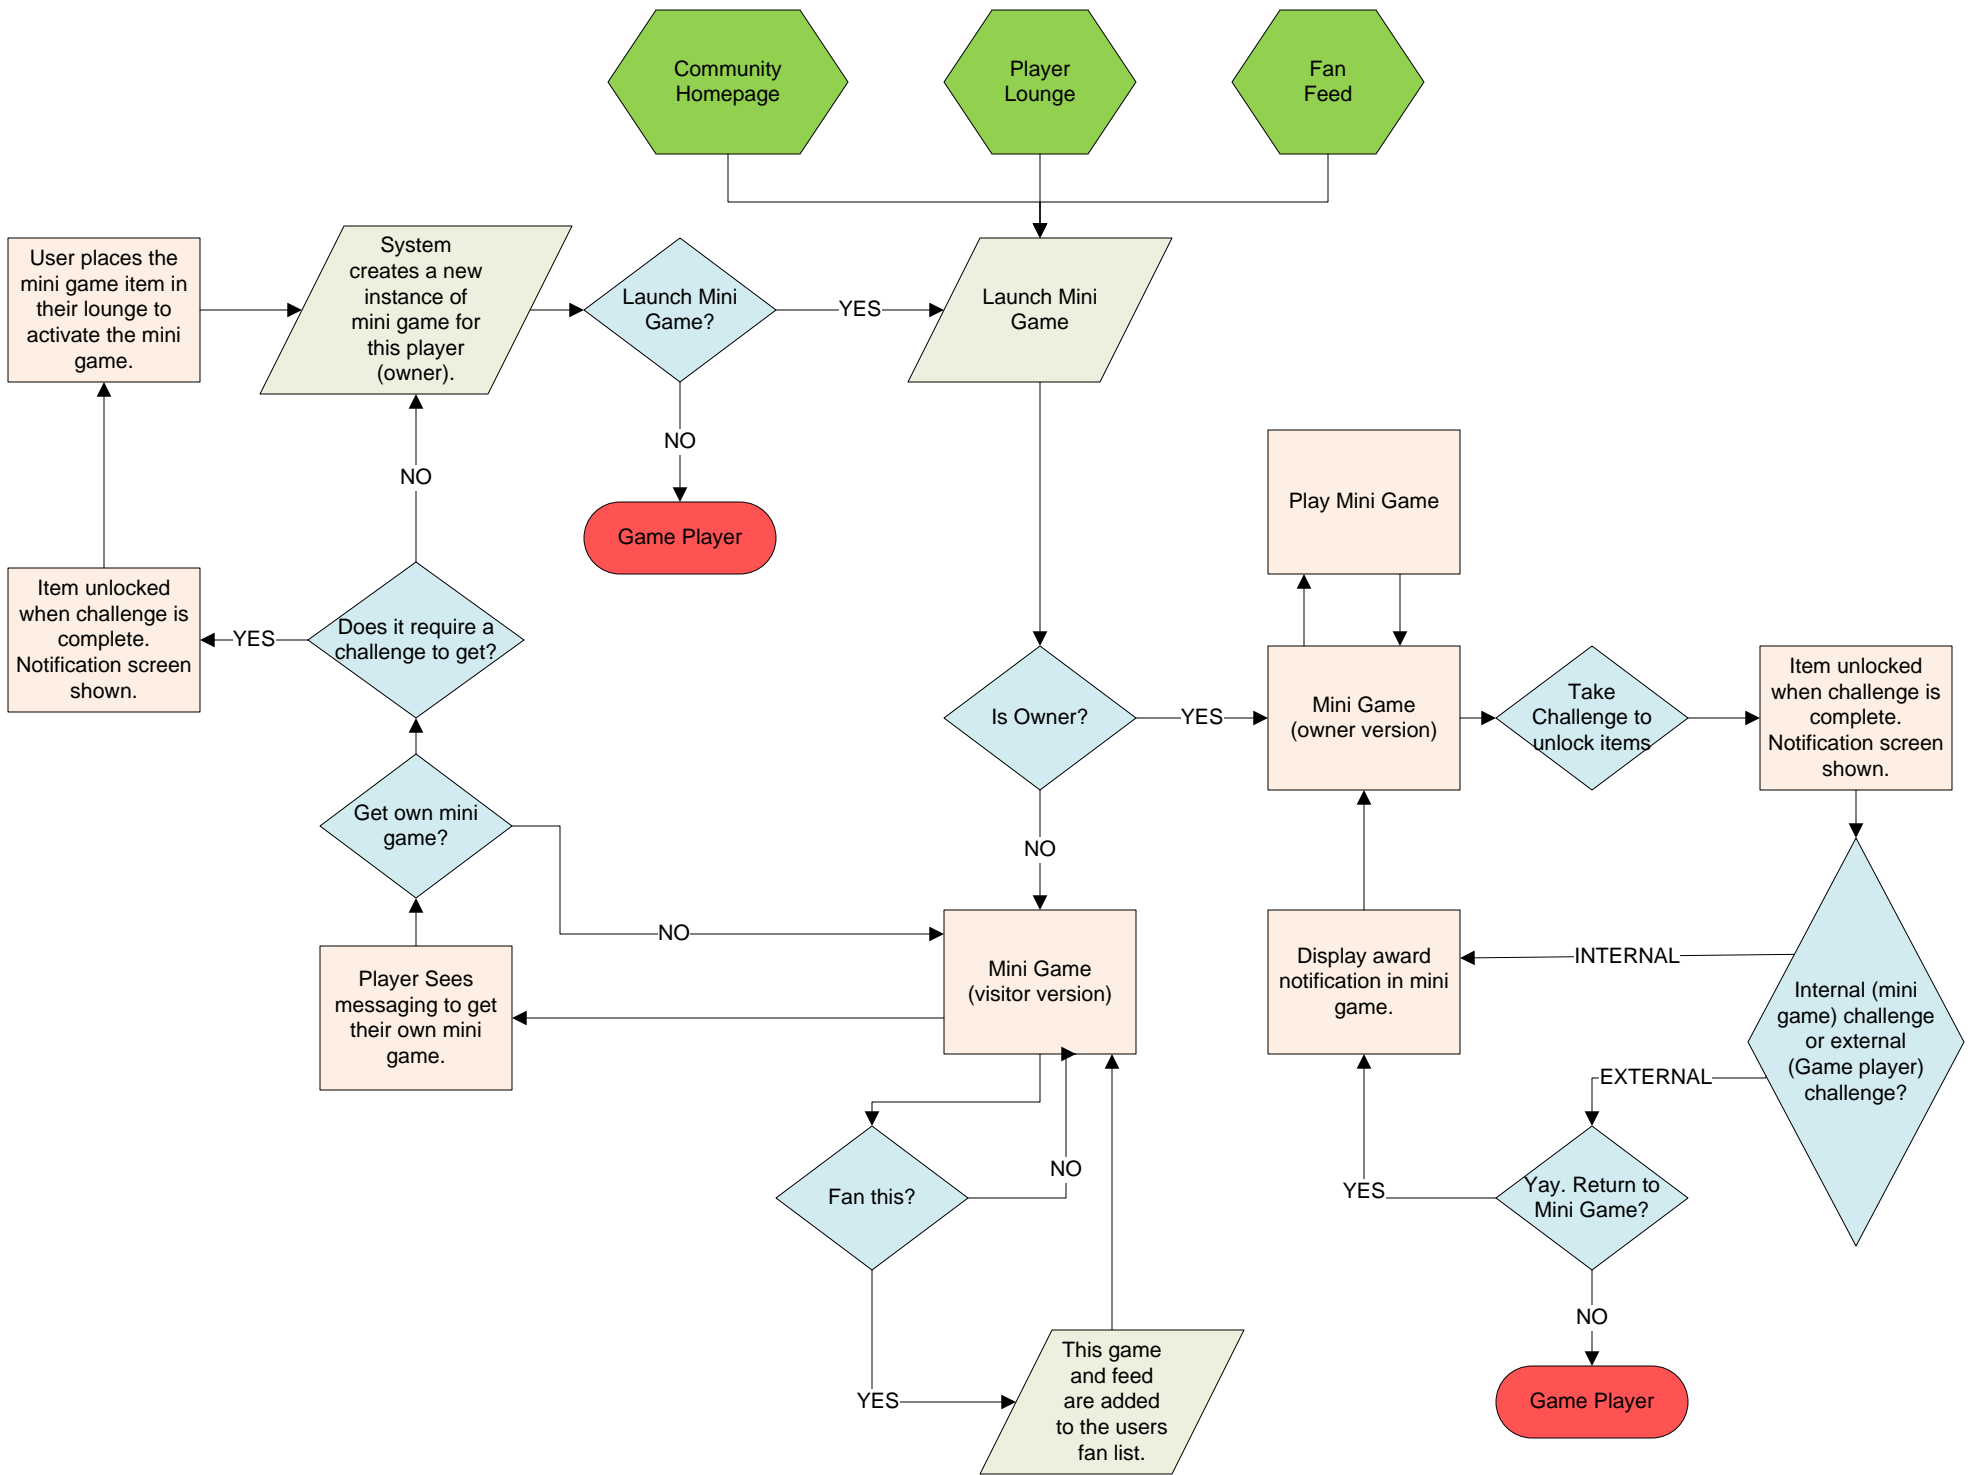 Community
Homepage
Player
Lounge
Fan
Feed
User places the
mini game item in
their lounge to
activate the mini
game.
System
creates a new
instance of
mini game for
this player
(owner).
Launch Mini
Game?
YES
Launch Mini
Game
NO
Game Player
NO
Play Mini Game
Item unlocked
when challenge is
complete.
Notification screen
shown.
YES
Does it require a
challenge to get?
Is Owner?
YES
Mini Game
(owner version)
Take
Challenge to
unlock items
Item unlocked
when challenge is
complete.
Notification screen
shown.
Get own mini
game?
NO
NO
Player Sees
messaging to get
their own mini
game.
Mini Game
(visitor version)
Display award
notification in mini
game.
INTERNAL
Internal (mini
game) challenge
or external
(Game player)
challenge?
EXTERNAL
Fan this?
NO
YES
Yay. Return to
Mini Game?
NO
YES
This game
and feed
are added
to the users
fan list.
Game Player